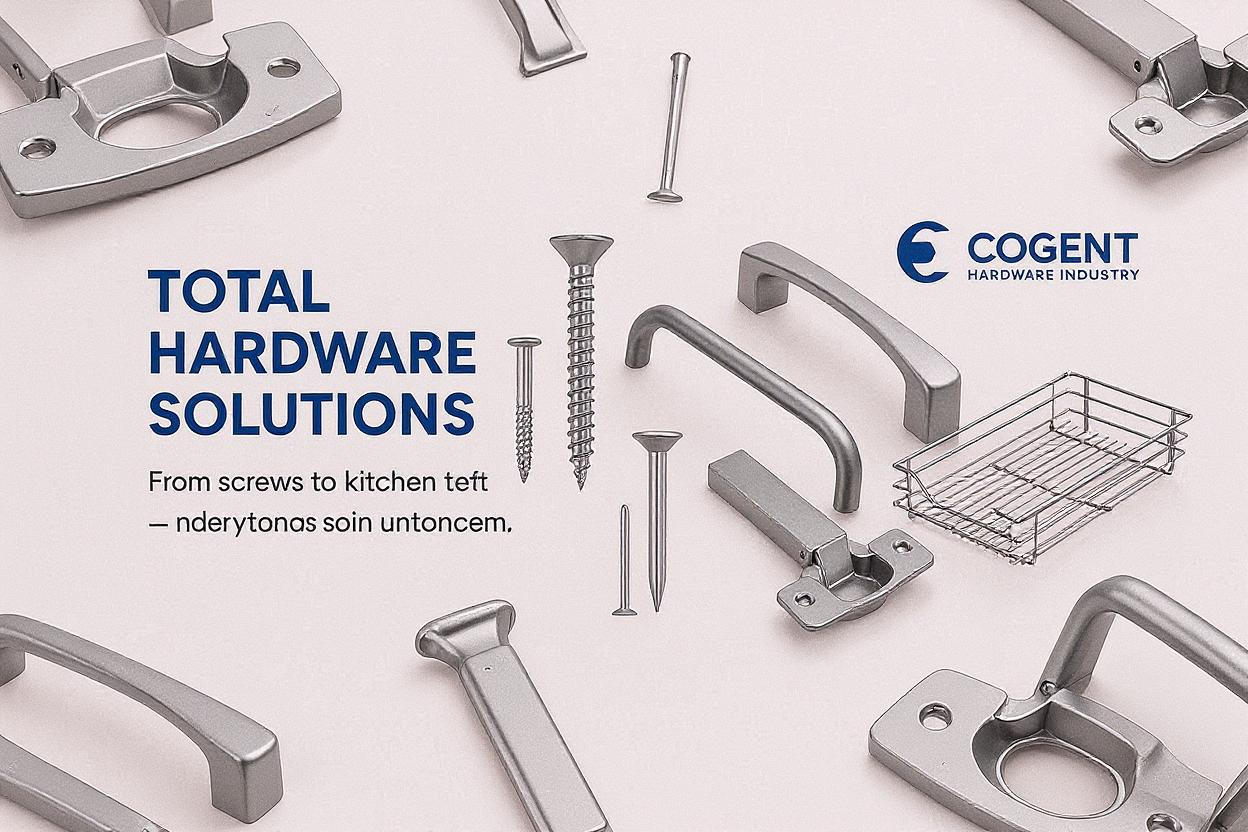 TOTAL
HARDWARE
SOLUTIONS
From screws to kitchen teft
— nderytonas soin untoncem.
COGENT
HARDWARE INDUSTRY